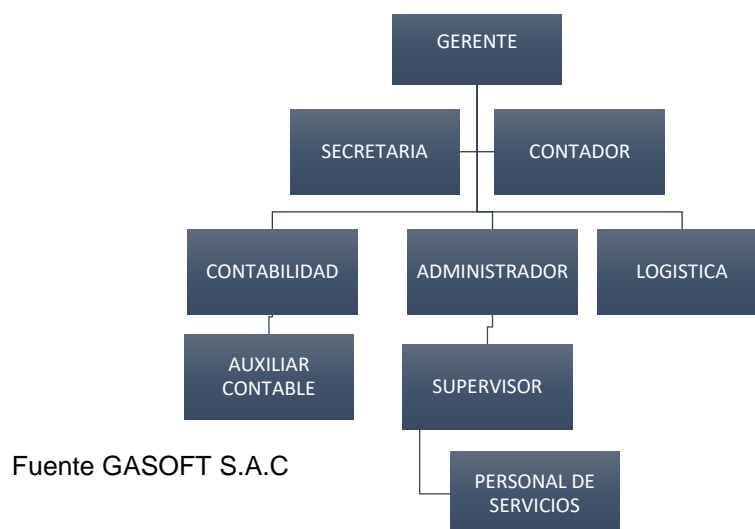 GERENTE
SECRETARIA
CONTADOR
CONTABILIDAD
ADMINISTRADOR
LOGISTICA
AUXILIAR
CONTABLE
SUPERVISOR
Fuente GASOFT S.A.C
PERSONAL DE
SERVICIOS